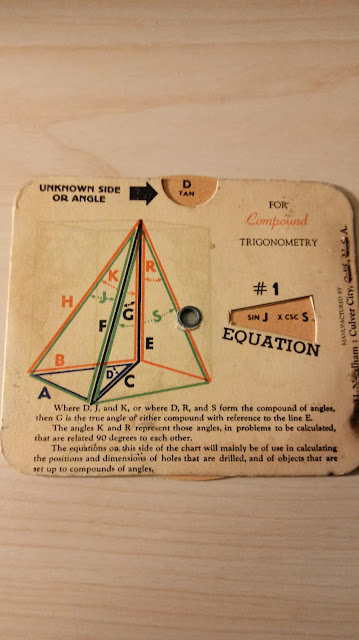 UNKNOWN SIDE
OR ANGLE
D
TAN
FOR
Compound
TRIGONOMETRY
K
R
H
J
G
S
F
E
B
D
A
C
#1
SIN J X CSC S
EQUATION
MANUFACTURED BY
Culver City, U. S. A.
Where D, J, and K, or where D, R, and S form the compound of angles,
then G is the true angle of either compound with reference to the line E.
The angles K and R represent those angles, in problems to be calculated,
that are related 90 degrees to each other.
The equations on this side of the chart will mainly be of use in calculating
the positions and dimensions of holes that are drilled, and of objects that are
set up to compounds of angles.